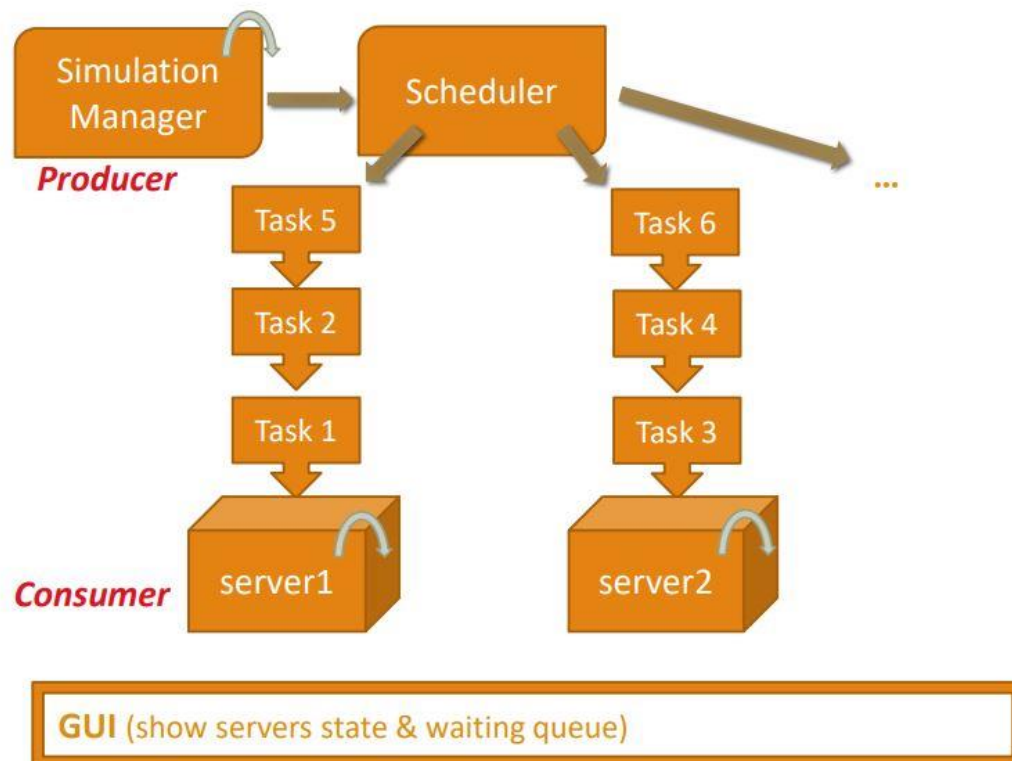 Simulation
Manager
Scheduler
Producer
...
Task 5
Task 6
Task 2
Task 4
Task 1
Task 3
server1
server2
Consumer
GUI (show servers state & waiting queue)